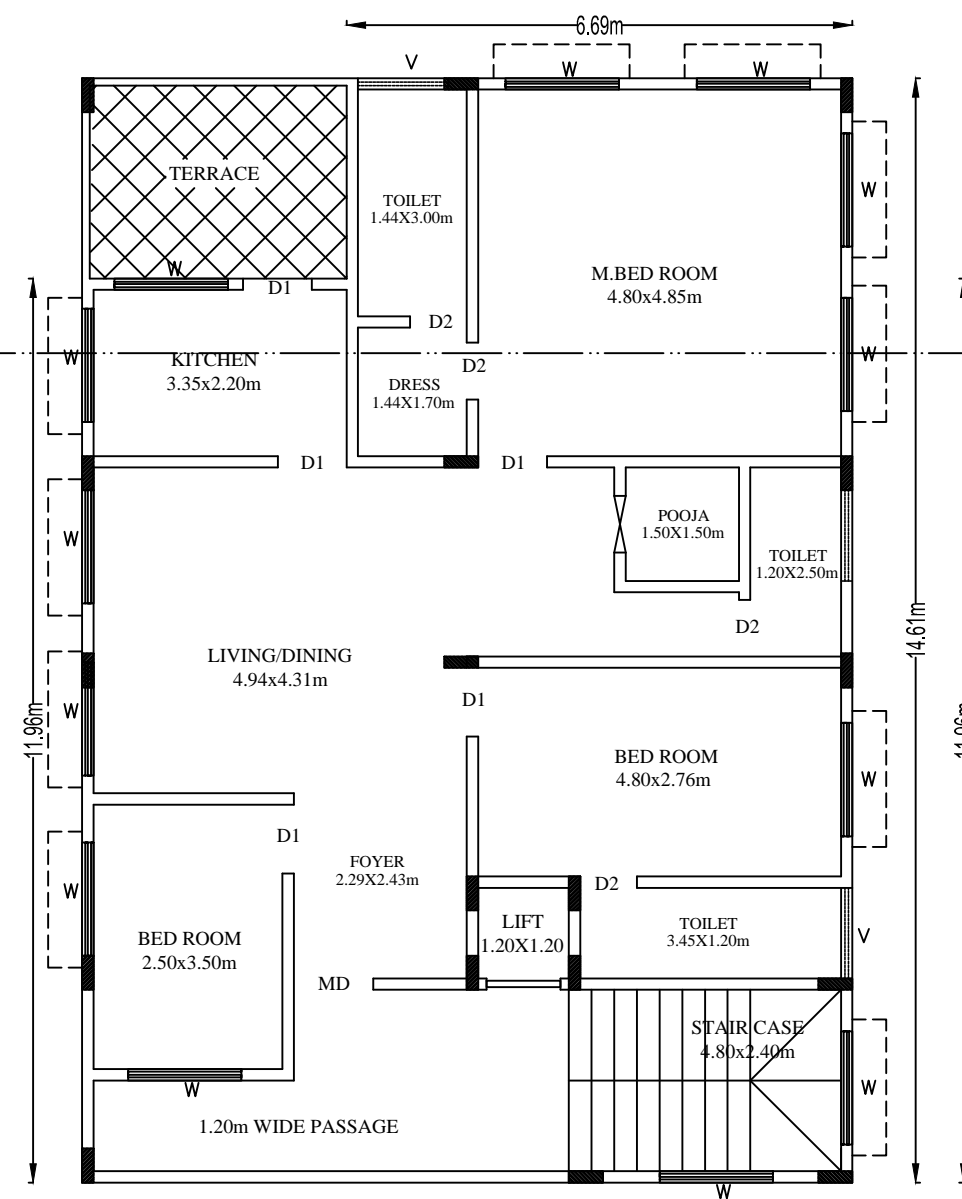 6.69m
V
W
W
TERRACE
TOILET
1.44X3.00m
W
M.BED ROOM
4.80x4.85m
W
D1
D2
W
KITCHEN
3.35x2.20m
D2
W
DRESS
1.44X1.70m
D1
D1
POOJA
1.50X1.50m
W
TOILET
1.20X2.50m
D2
14.61m
LIVING/DINING
4.94x4.31m
D1
W
11.96m
BED ROOM
4.80x2.76m
W
11.96m
D1
FOYER
2.29X2.43m
W
D2
BED ROOM
2.50x3.50m
LIFT
1.20X1.20
TOILET
3.45X1.20m
V
MD
STAIR CASE
4.80x2.40m
W
W
1.20m WIDE PASSAGE
W